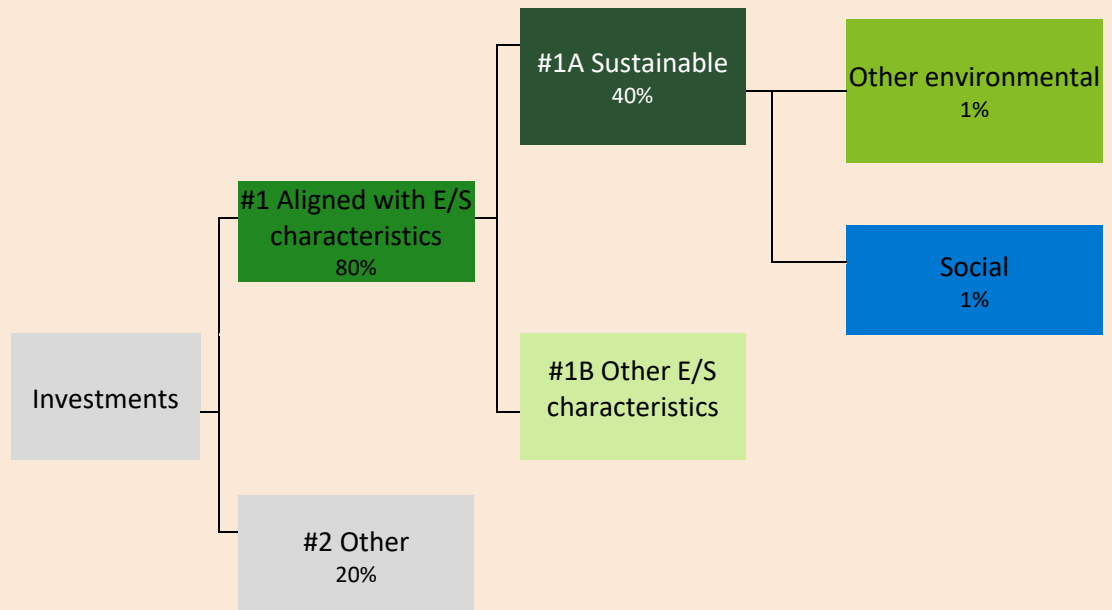 #1A Sustainable
40%
Other environmental
1%
#1 Aligned with E/S
characteristics
80%
Social
1%
Investments
#1B Other E/S
characteristics
#2 Other
20%